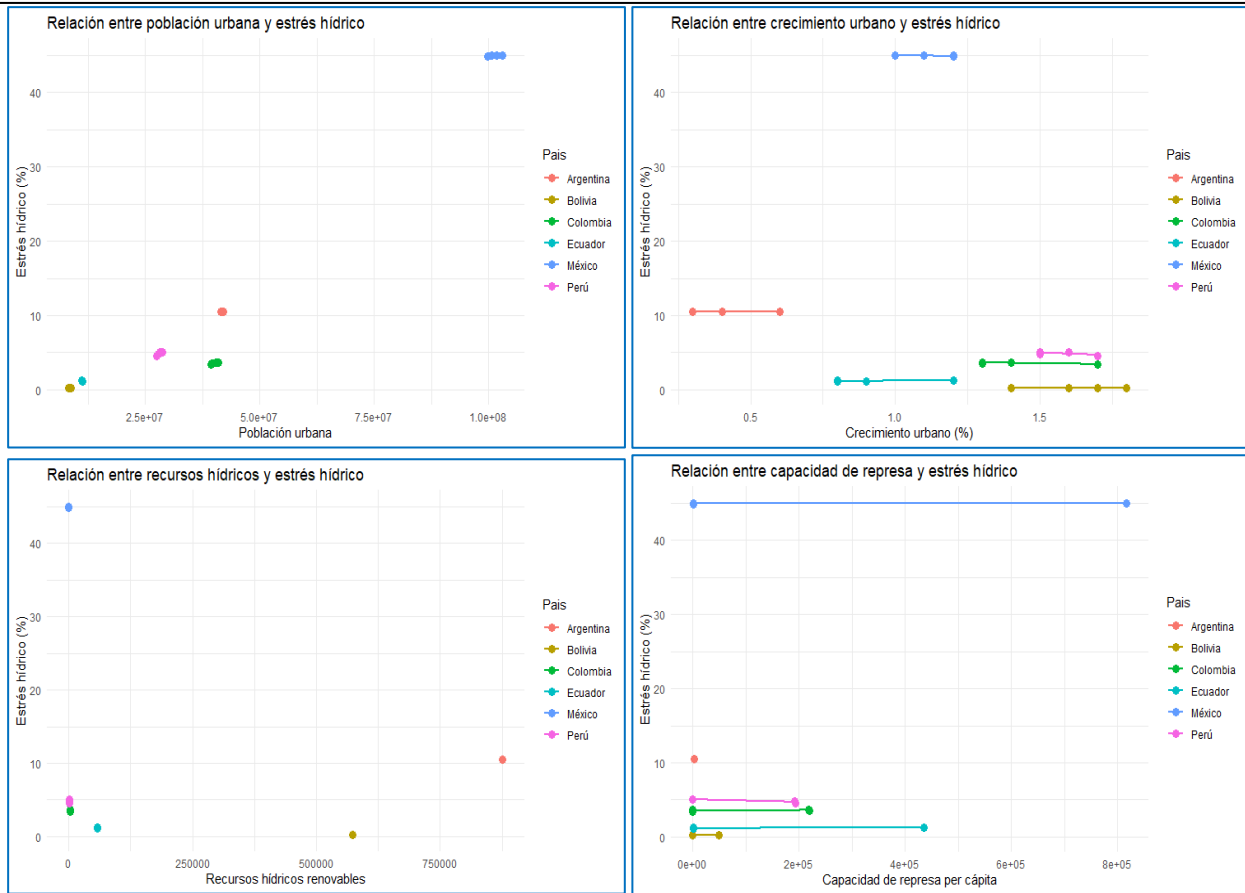 Relación entre población urbana y estrés hídrico
Estrés hídrico (%)
40
30
20
10
0
2.5e+07
5.0e+07
7.5e+07
1.0e+08
Población urbana
Pais
Argentina
Bolivia
Colombia
Ecuador
México
Perú
Relación entre crecimiento urbano y estrés hídrico
Estrés hídrico (%)
40
30
20
10
0
0.5
1.0
1.5
Crecimiento urbano (%)
Pais
Argentina
Bolivia
Colombia
Ecuador
México
Perú
Relación entre recursos hídricos y estrés hídrico
Estrés hídrico (%)
40
30
20
10
0
0
250000
500000
750000
Recursos hídricos renovables
Pais
Argentina
Bolivia
Colombia
Ecuador
México
Perú
Relación entre capacidad de represa y estrés hídrico
Estrés hídrico (%)
40
30
20
10
0
0e+00
2e+05
4e+05
6e+05
8e+05
Capacidad de represa per cápita
Pais
Argentina
Bolivia
Colombia
Ecuador
México
Perú